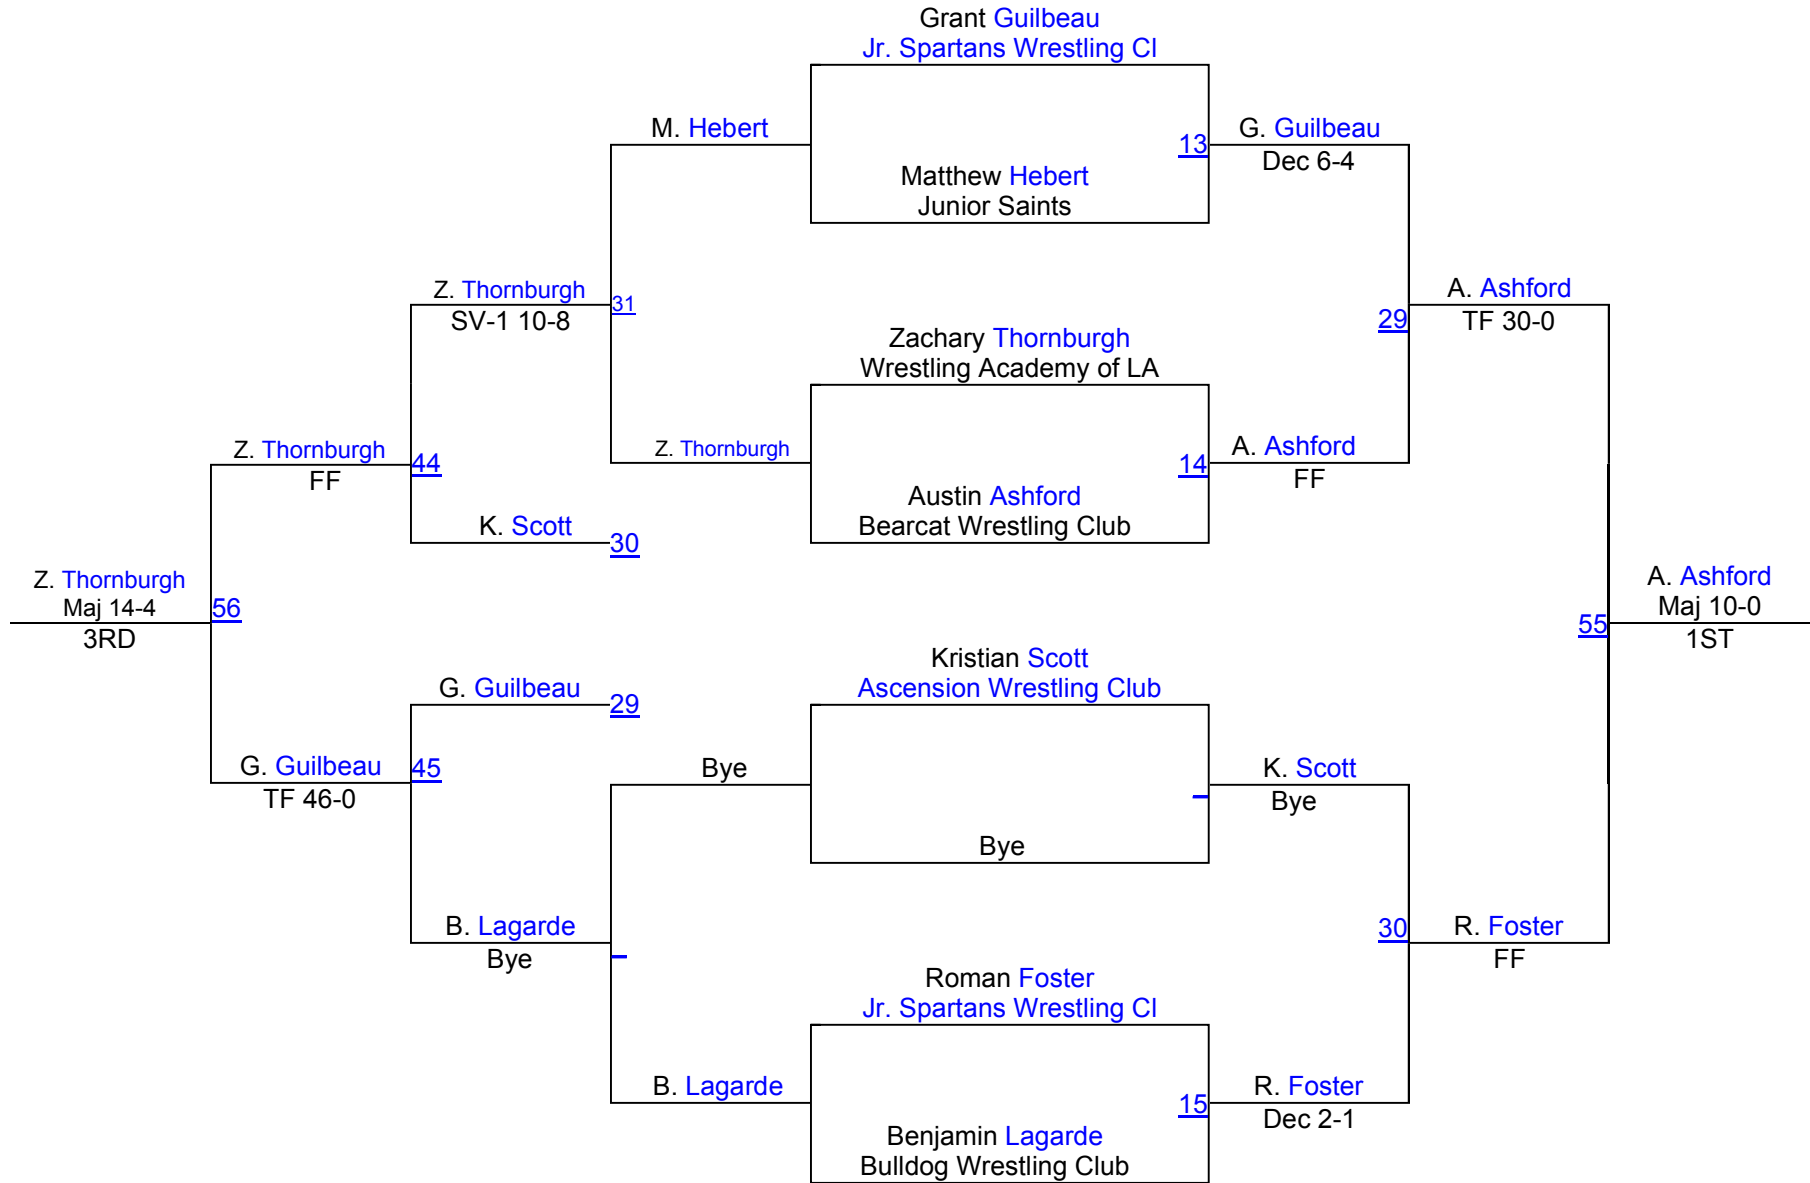 Grant Guilbeau
Jr. Spartans Wrestling Cl
M. Hebert
13
G. Guilbeau
Dec 6-4
Matthew Hebert
Junior Saints
Z. Thornburgh
SV-1 10-8
31
A. Ashford
TF 30-0
29
Zachary Thornburgh
Wrestling Academy of LA
Z. Thornburgh
FF
44
Z. Thornburgh
14
A. Ashford
FF
Austin Ashford
Bearcat Wrestling Club
K. Scott
30
Z. Thornburgh
Maj 14-4
3RD
56
A. Ashford
Maj 10-0
1ST
55
Kristian Scott
Ascension Wrestling Club
G. Guilbeau
29
G. Guilbeau
TF 46-0
45
Bye
K. Scott
Bye
Bye
B. Lagarde
Bye
30
R. Foster
FF
Roman Foster
Jr. Spartans Wrestling Cl
B. Lagarde
15
R. Foster
Dec 2-1
Benjamin Lagarde
Bulldog Wrestling Club